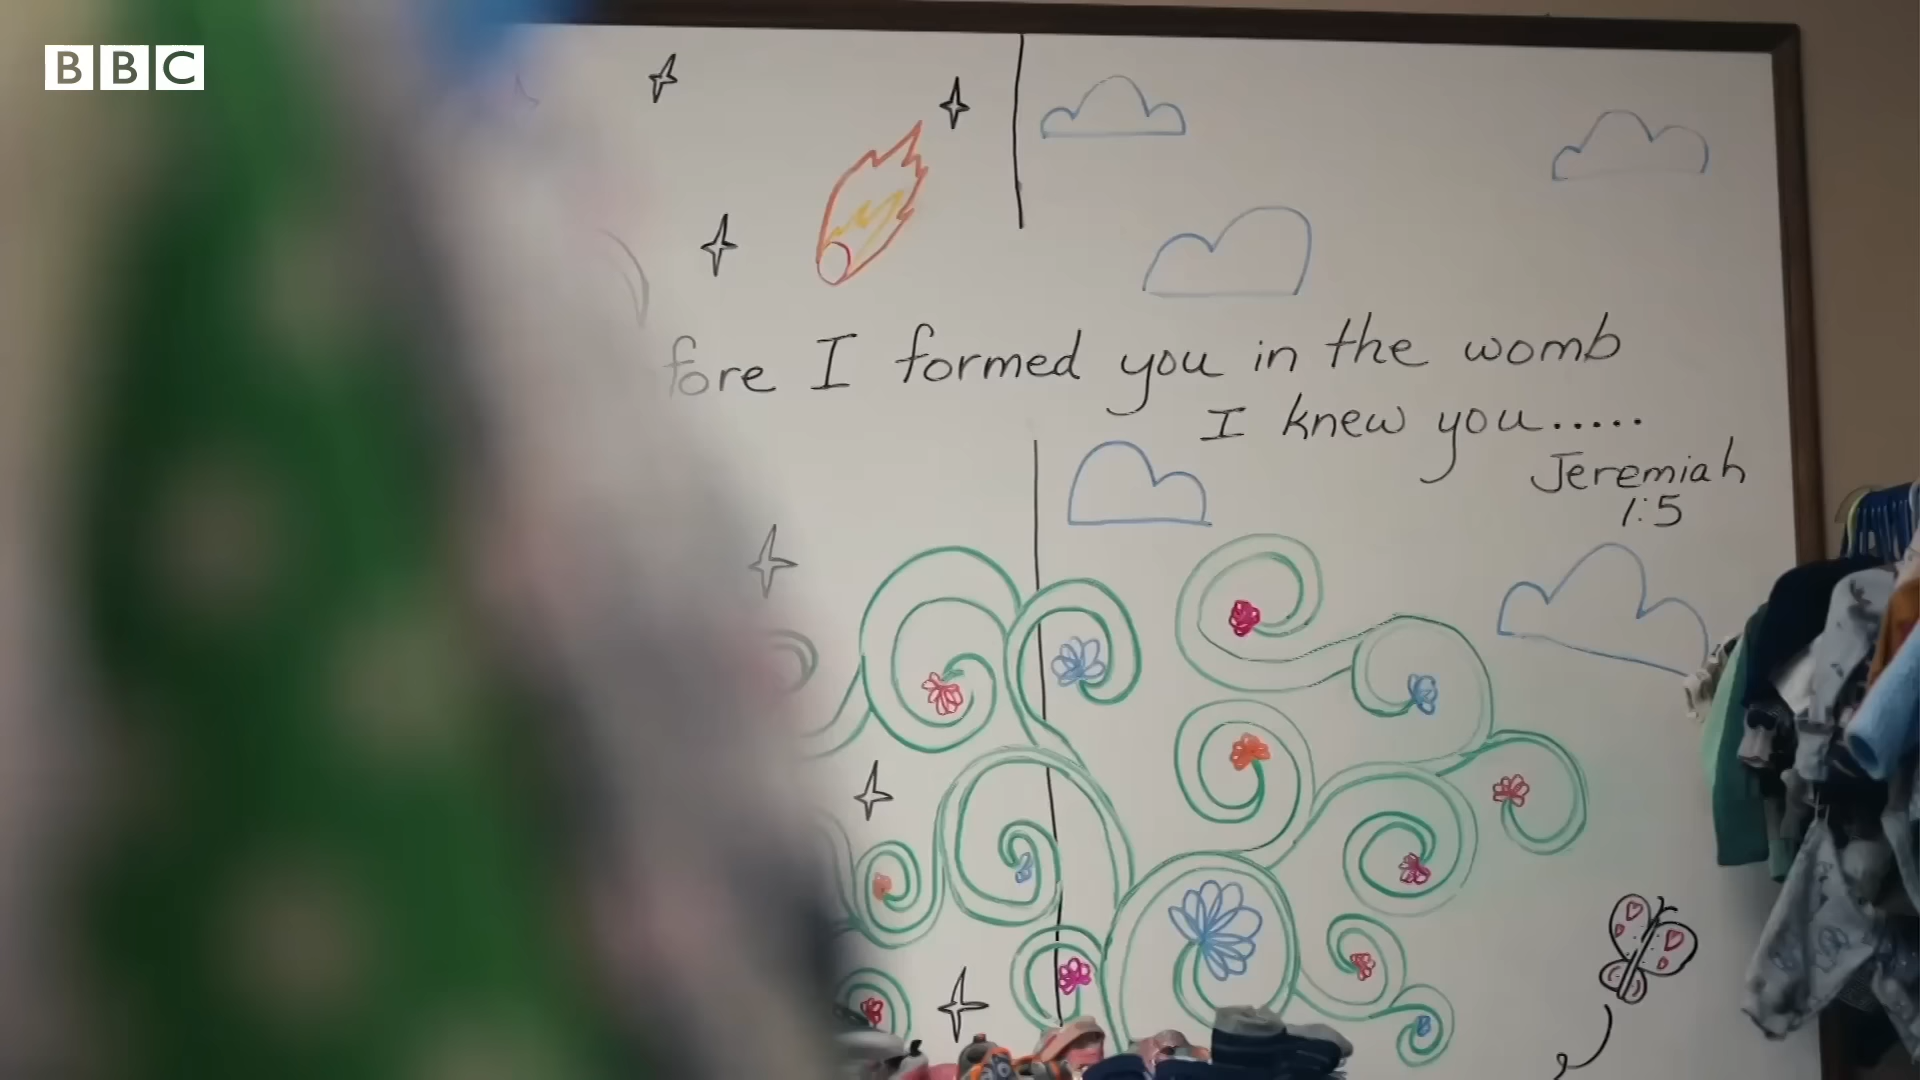 BBC
fore I formed you in the womb
I knew you.....
Jeremiah
1:5